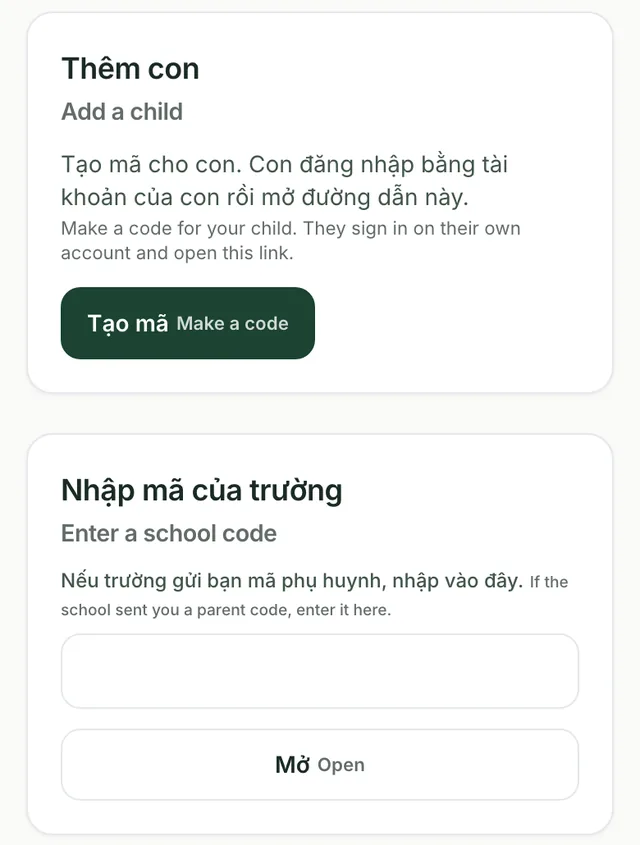 Thêm con
Add a child
Tạo mã cho con. Con đăng nhập bằng tài
khoản của con rồi mở đường dẫn này.
Make a code for your child. They sign in on their own
account and open this link.
Tạo mã Make a code
Nhập mã của trường
Enter a school code
Nếu trường gửi bạn mã phụ huynh, nhập vào đây. If the
school sent you a parent code, enter it here.
Mở Open